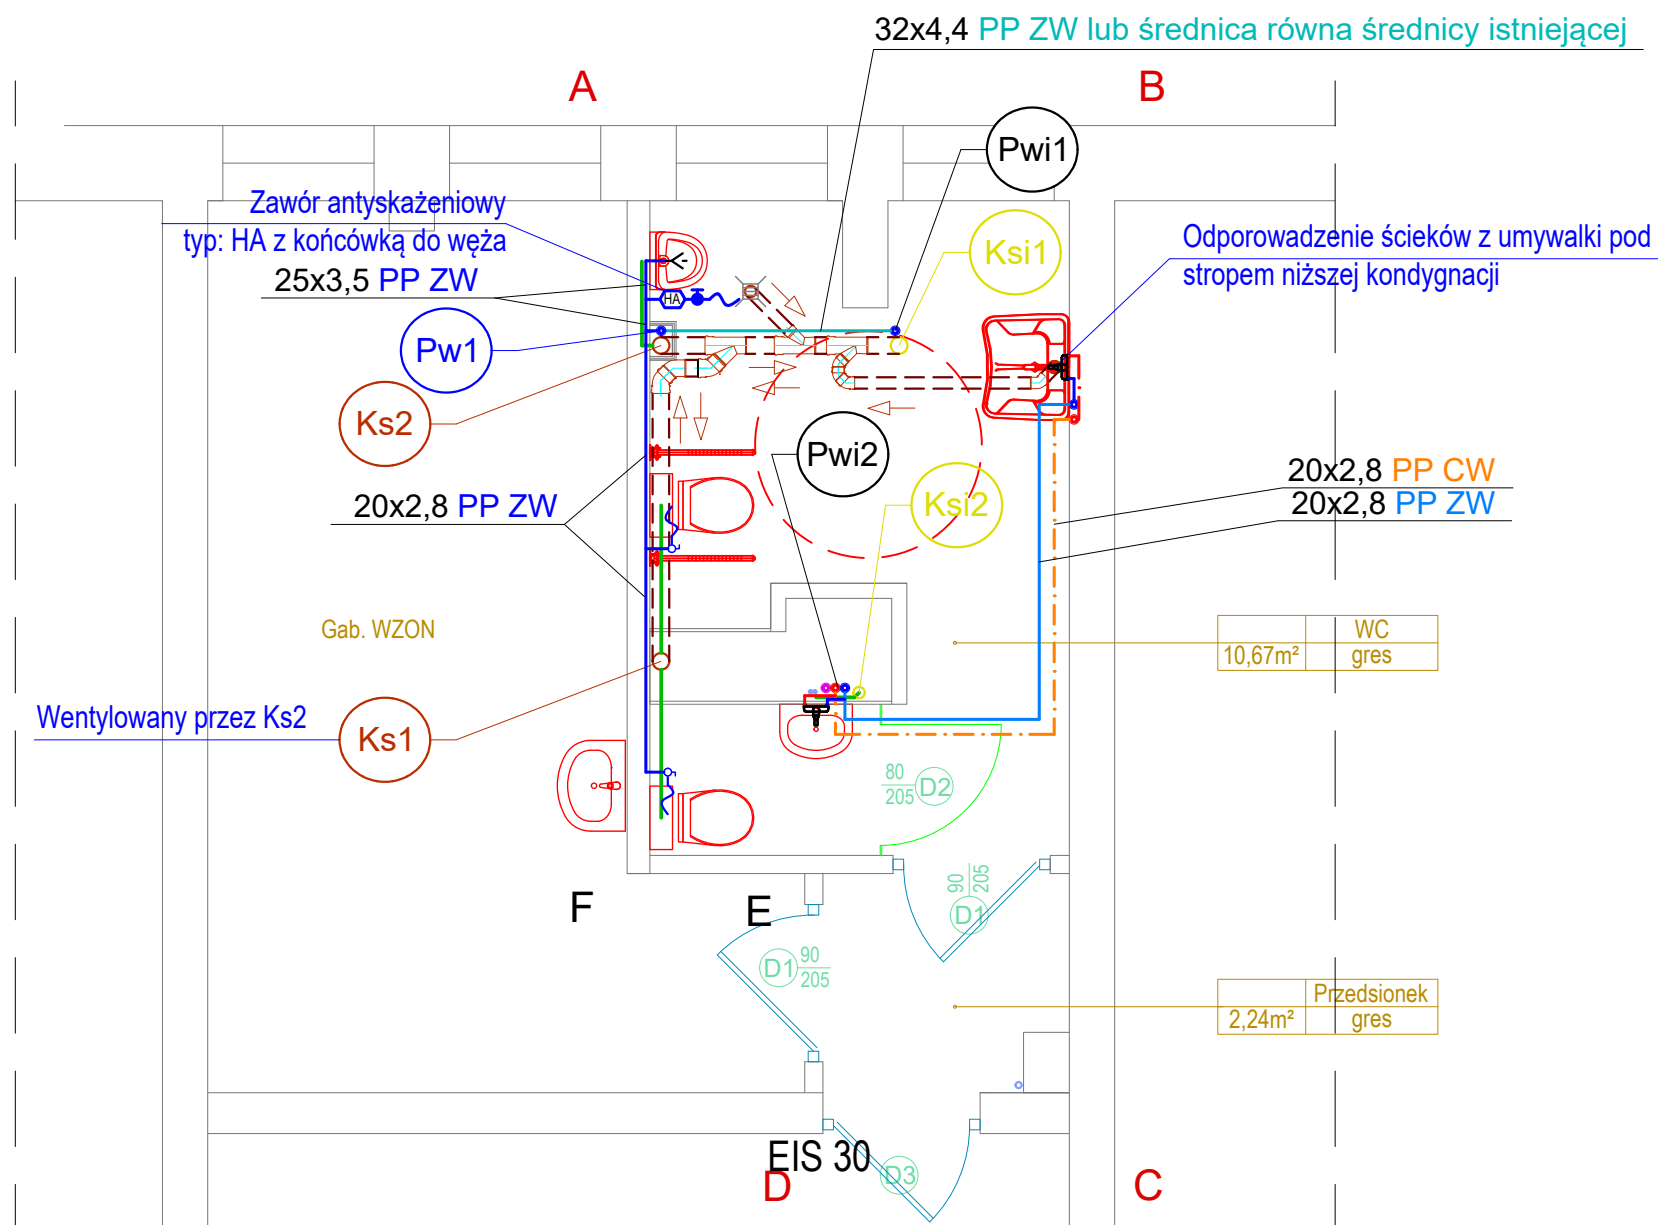 32x4,4 PP ZW lub średnica równa średnicy istniejącej
A
B
Pwi1
Zawór antyskażeniowy
typ: HA z końcówką do węża
25x3,5 PP ZW
HA
Ksi1
Odporowadzenie ścieków z umywalki pod
stropem niższej kondygnacji
Pw1
Ks2
Pwi2
Ksi2
20x2,8 PP CW
20x2,8 PP ZW
20x2,8 PP ZW
Gab. WZON
WC
10,67m² gres
Wentylowany przez Ks2
Ks1
80
205 D2
90
205
D1
F
E
D1 90
205
Przedsionek
2,24m² gres
EIS 30
D3
D
C